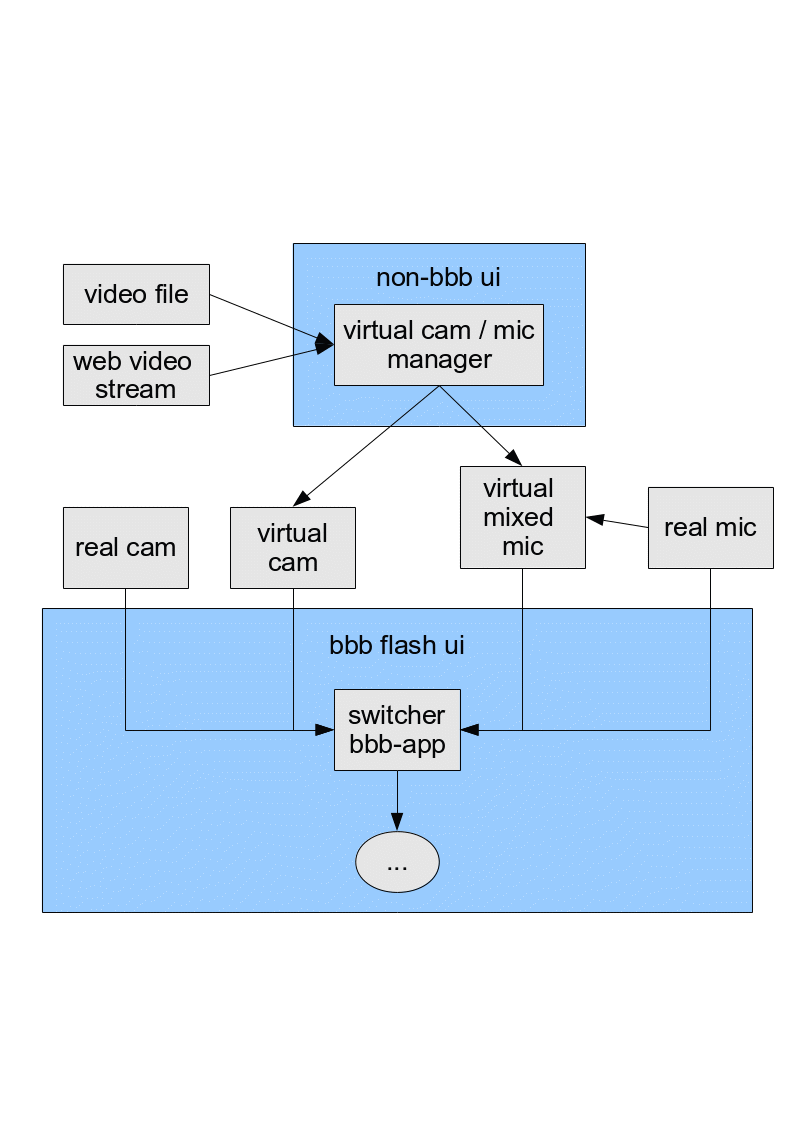 non-bbb ui
video file
virtual cam / mic
manager
web video
stream
virtual
mixed
mic
real cam
virtual
cam
real mic
bbb flash ui
switcher
bbb-app
...